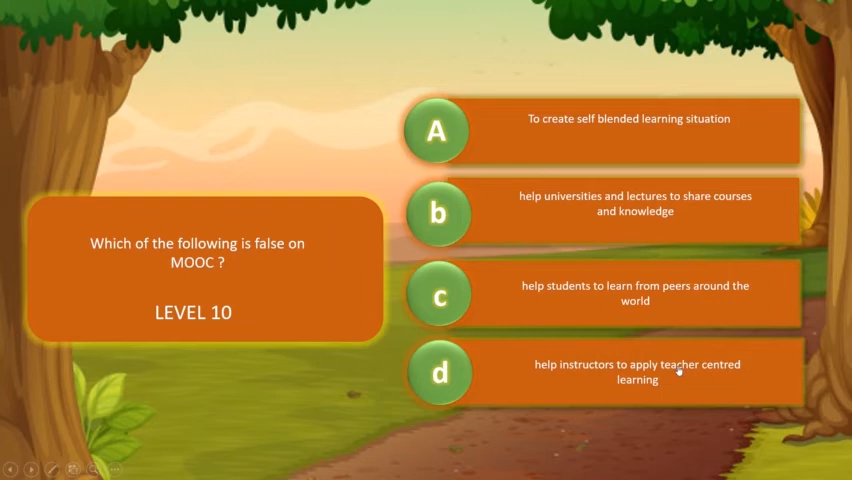 Which of the following is false on
MOOC ?
LEVEL 10
A
To create self blended learning situation
b
help universities and lectures to share courses
and knowledge
c
help students to learn from peers around the
world
d
help instructors to apply teacher centred
learning